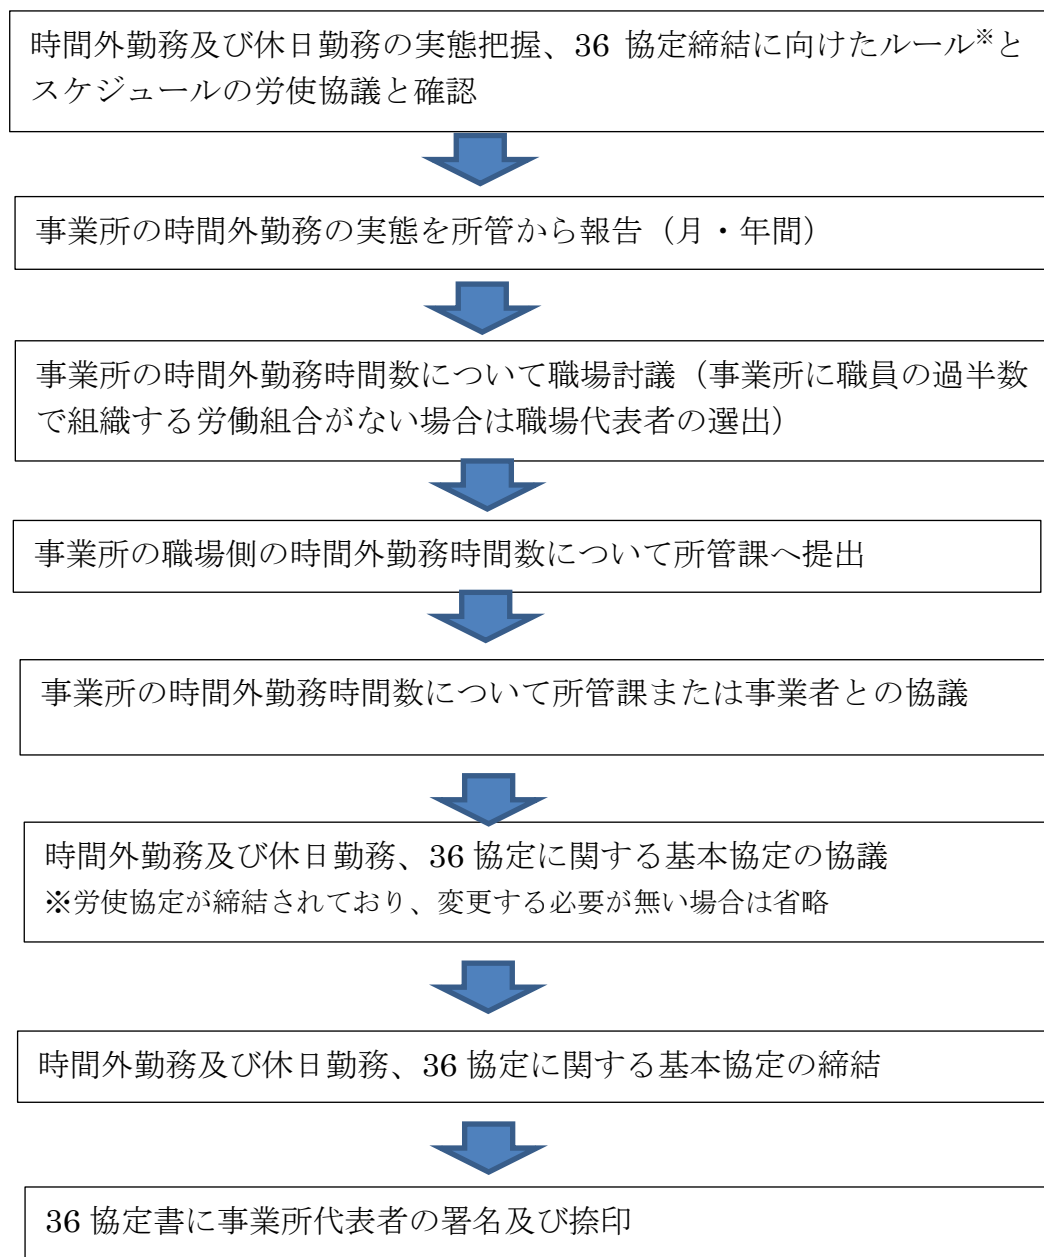 時間外勤務及び休日勤務の実態把握、36 協定締結に向けたルール※と
スケジュールの労使協議と確認
事業所の時間外勤務の実態を所管から報告（月・年間）
事業所の時間外勤務時間数について職場討議（事業所に職員の過半数
で組織する労働組合がない場合は職場代表者の選出）
事業所の職場側の時間外勤務時間数について所管課へ提出
事業所の時間外勤務時間数について所管課または事業者との協議
時間外勤務及び休日勤務、36 協定に関する基本協定の協議
※労使協定が締結されており、変更する必要が無い場合は省略
時間外勤務及び休日勤務、36 協定に関する基本協定の締結
36 協定書に事業所代表者の署名及び捺印